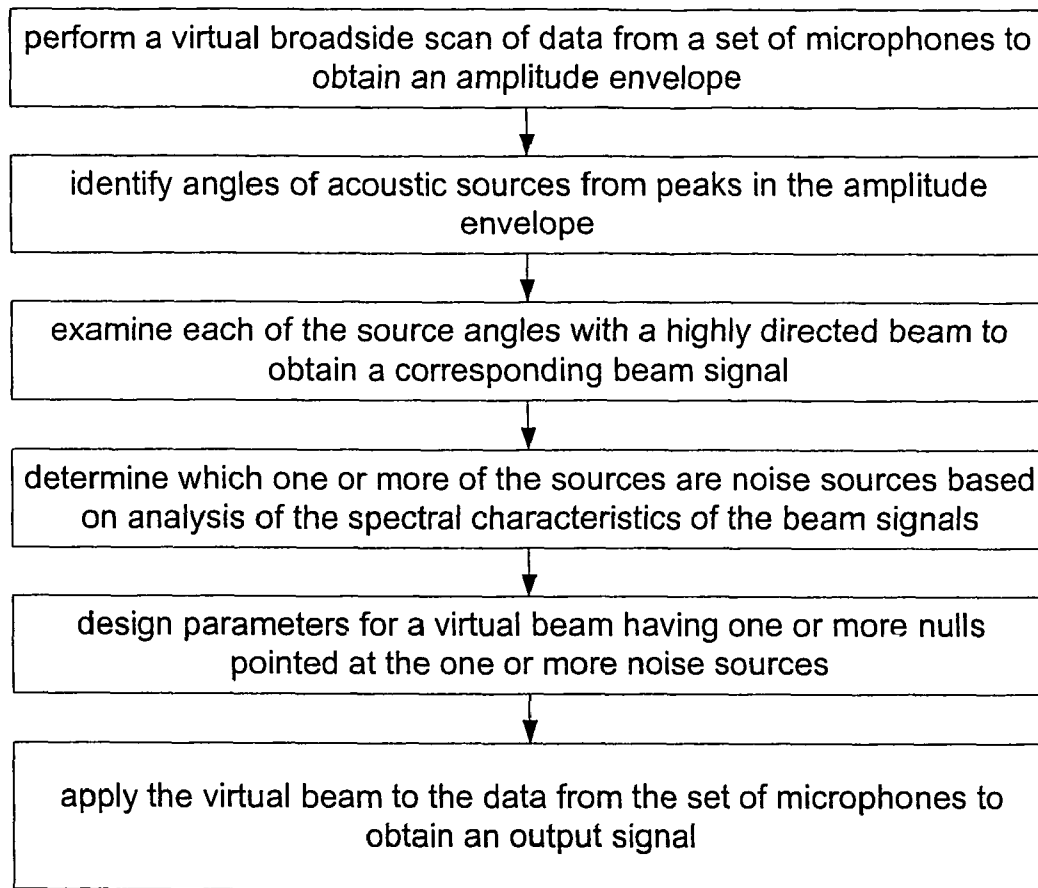 perform a virtual broadside scan of data from a set of microphones to
obtain an amplitude envelope
identify angles of acoustic sources from peaks in the amplitude
envelope
examine each of the source angles with a highly directed beam to
obtain a corresponding beam signal
determine which one or more of the sources are noise sources based
on analysis of the spectral characteristics of the beam signals
design parameters for a virtual beam having one or more nulls
pointed at the one or more noise sources
apply the virtual beam to the data from the set of microphones to
obtain an output signal